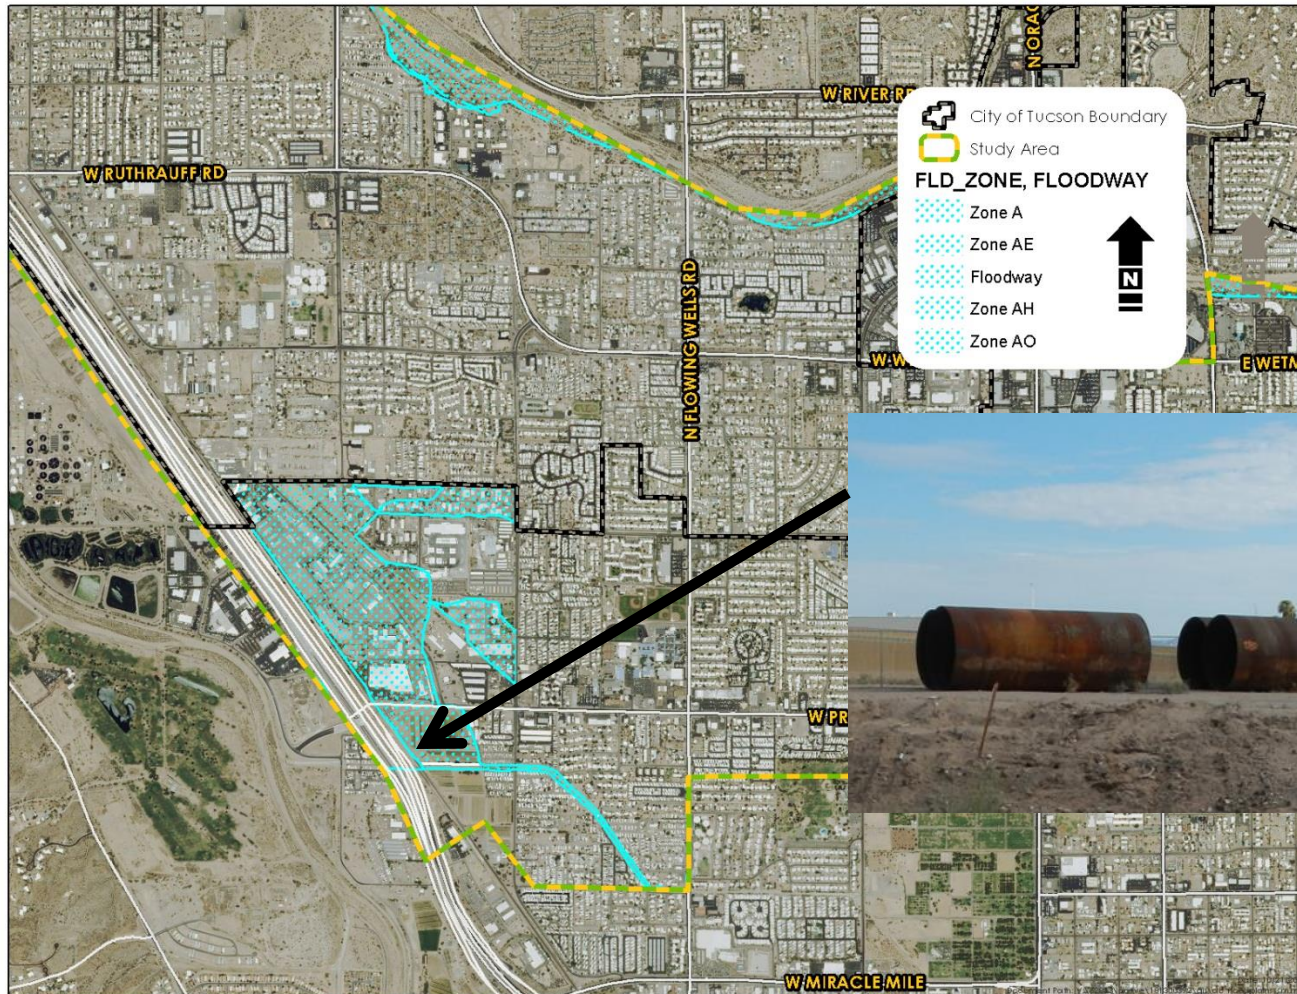 N ORAC
W RIVER RE
City of Tucson Boundary
Study Area
FLD_ZONE, FLOODWAY
Zone A
Zone AE
Floodway
Zone AH
Zone AO
N
W RUTHRAUFF RD
N FLOWING WELLS RD
W W
E WETM
W PR
W MIRACLE MILE